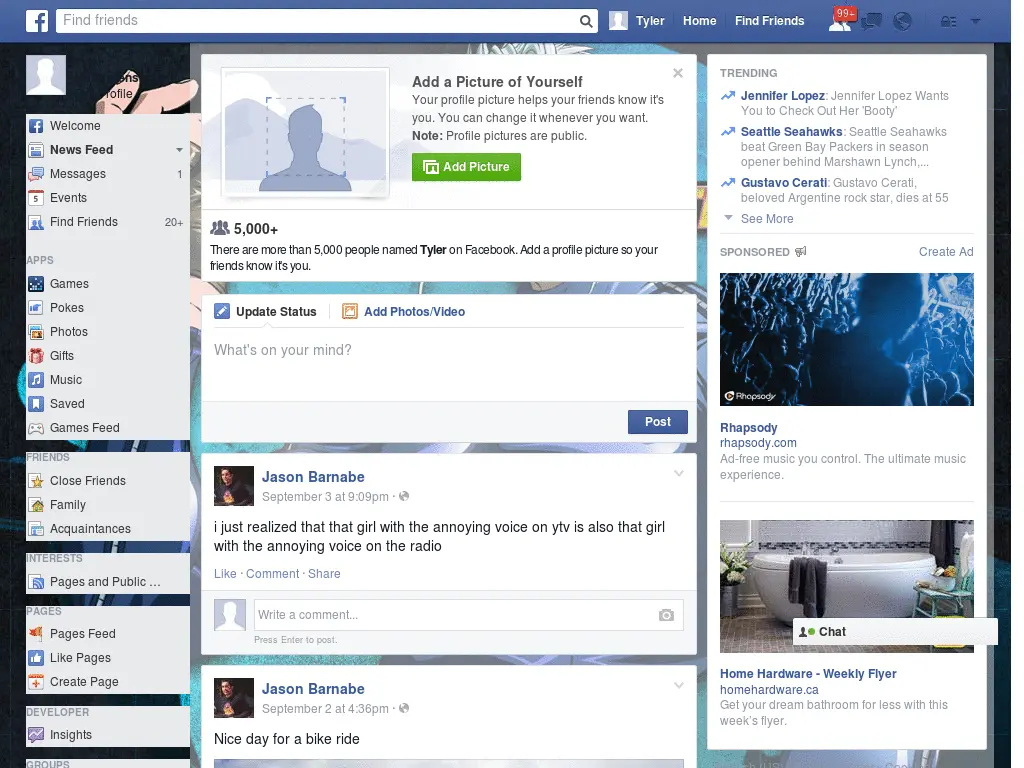 Find friends
Tyler
Home
Find Friends
99+
rofile
Welcome
News Feed
Messages
1
Events
5
Find Friends
20+
APPS
Games
Pokes
Photos
Gifts
Music
Saved
Games Feed
FRIENDS
Close Friends
Family
Acquaintances
INTERESTS
Pages and Public ...
PAGES
Pages Feed
Like Pages
Create Page
DEVELOPER
Insights
GROUPS
Add a Picture of Yourself
Your profile picture helps your friends know it's
you. You can change it whenever you want.
Note: Profile pictures are public.
Add Picture
5,000+
There are more than 5,000 people named Tyler on Facebook. Add a profile picture so your
friends know it's you.
Update Status
Add Photos/Video
What's on your mind?
Post
Jason Barnabe
September 3 at 9:09pm ·
i just realized that that girl with the annoying voice on ytv is also that girl
with the annoying voice on the radio
Like · Comment · Share
Write a comment...
Press Enter to post.
Jason Barnabe
September 2 at 4:36pm ·
Nice day for a bike ride
TRENDING
Jennifer Lopez: Jennifer Lopez Wants
You to Check Out Her 'Booty'
Seattle Seahawks: Seattle Seahawks
beat Green Bay Packers in season
opener behind Marshawn Lynch,...
Gustavo Cerati: Gustavo Cerati,
beloved Argentine rock star, dies at 55
See More
SPONSORED
Create Ad
Rhapsody
Rhapsody
rhapsody.com
Ad-free music you control. The ultimate music
experience.
Chat
Home Hardware - Weekly Flyer
homehardware.ca
Get your dream bathroom for less with this
week's flyer.